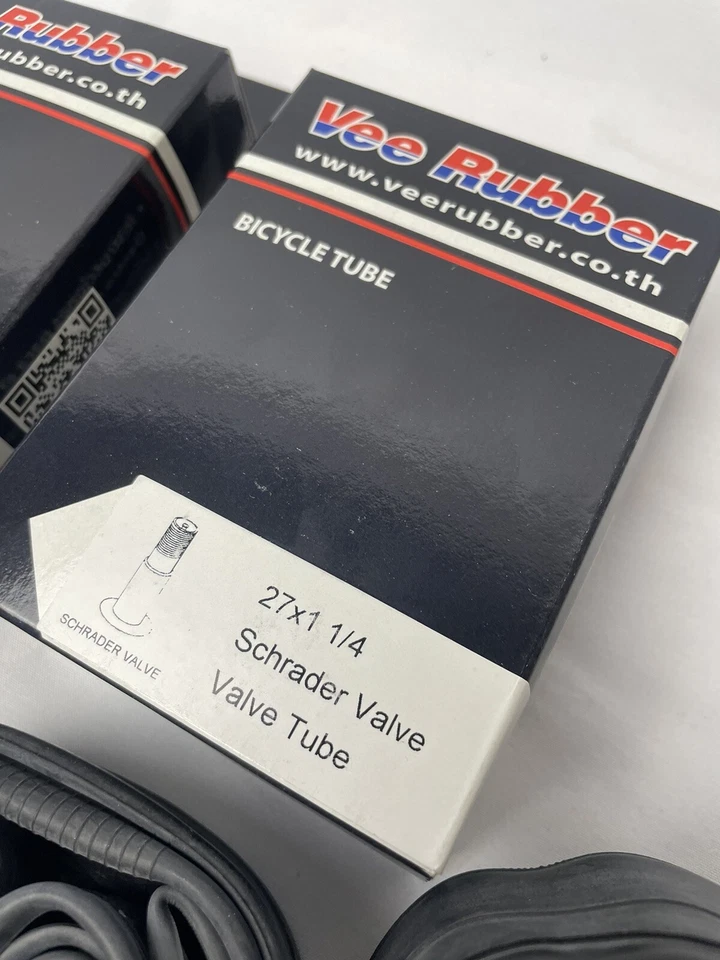 Rubber
ubber.co.th
Vee Rubber
www.veerubber.co.th
BICYCLE TUBE
SCHRADER VALVE
27x1 1/4
Schrader Valve
Valve Tube